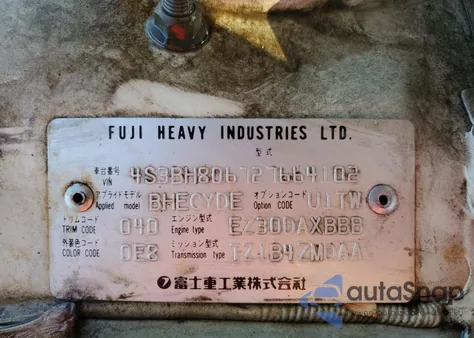 FUJI HEAVY INDUSTRIES LTD.
型式
車台番号 VIN 4S3BH806727664102
アプライドモデル Applied model BHECYDE オプションコード OPTION CODE U1TW
トリムコード TRIM CODE 040 エンジン型式 Engine type EZ30DAXBBB
外装色コード COLOR CODE 0E8 ミッション型式 Transmission type TZ1B4ZMDAA
富士重工業株式会社
autaSnap